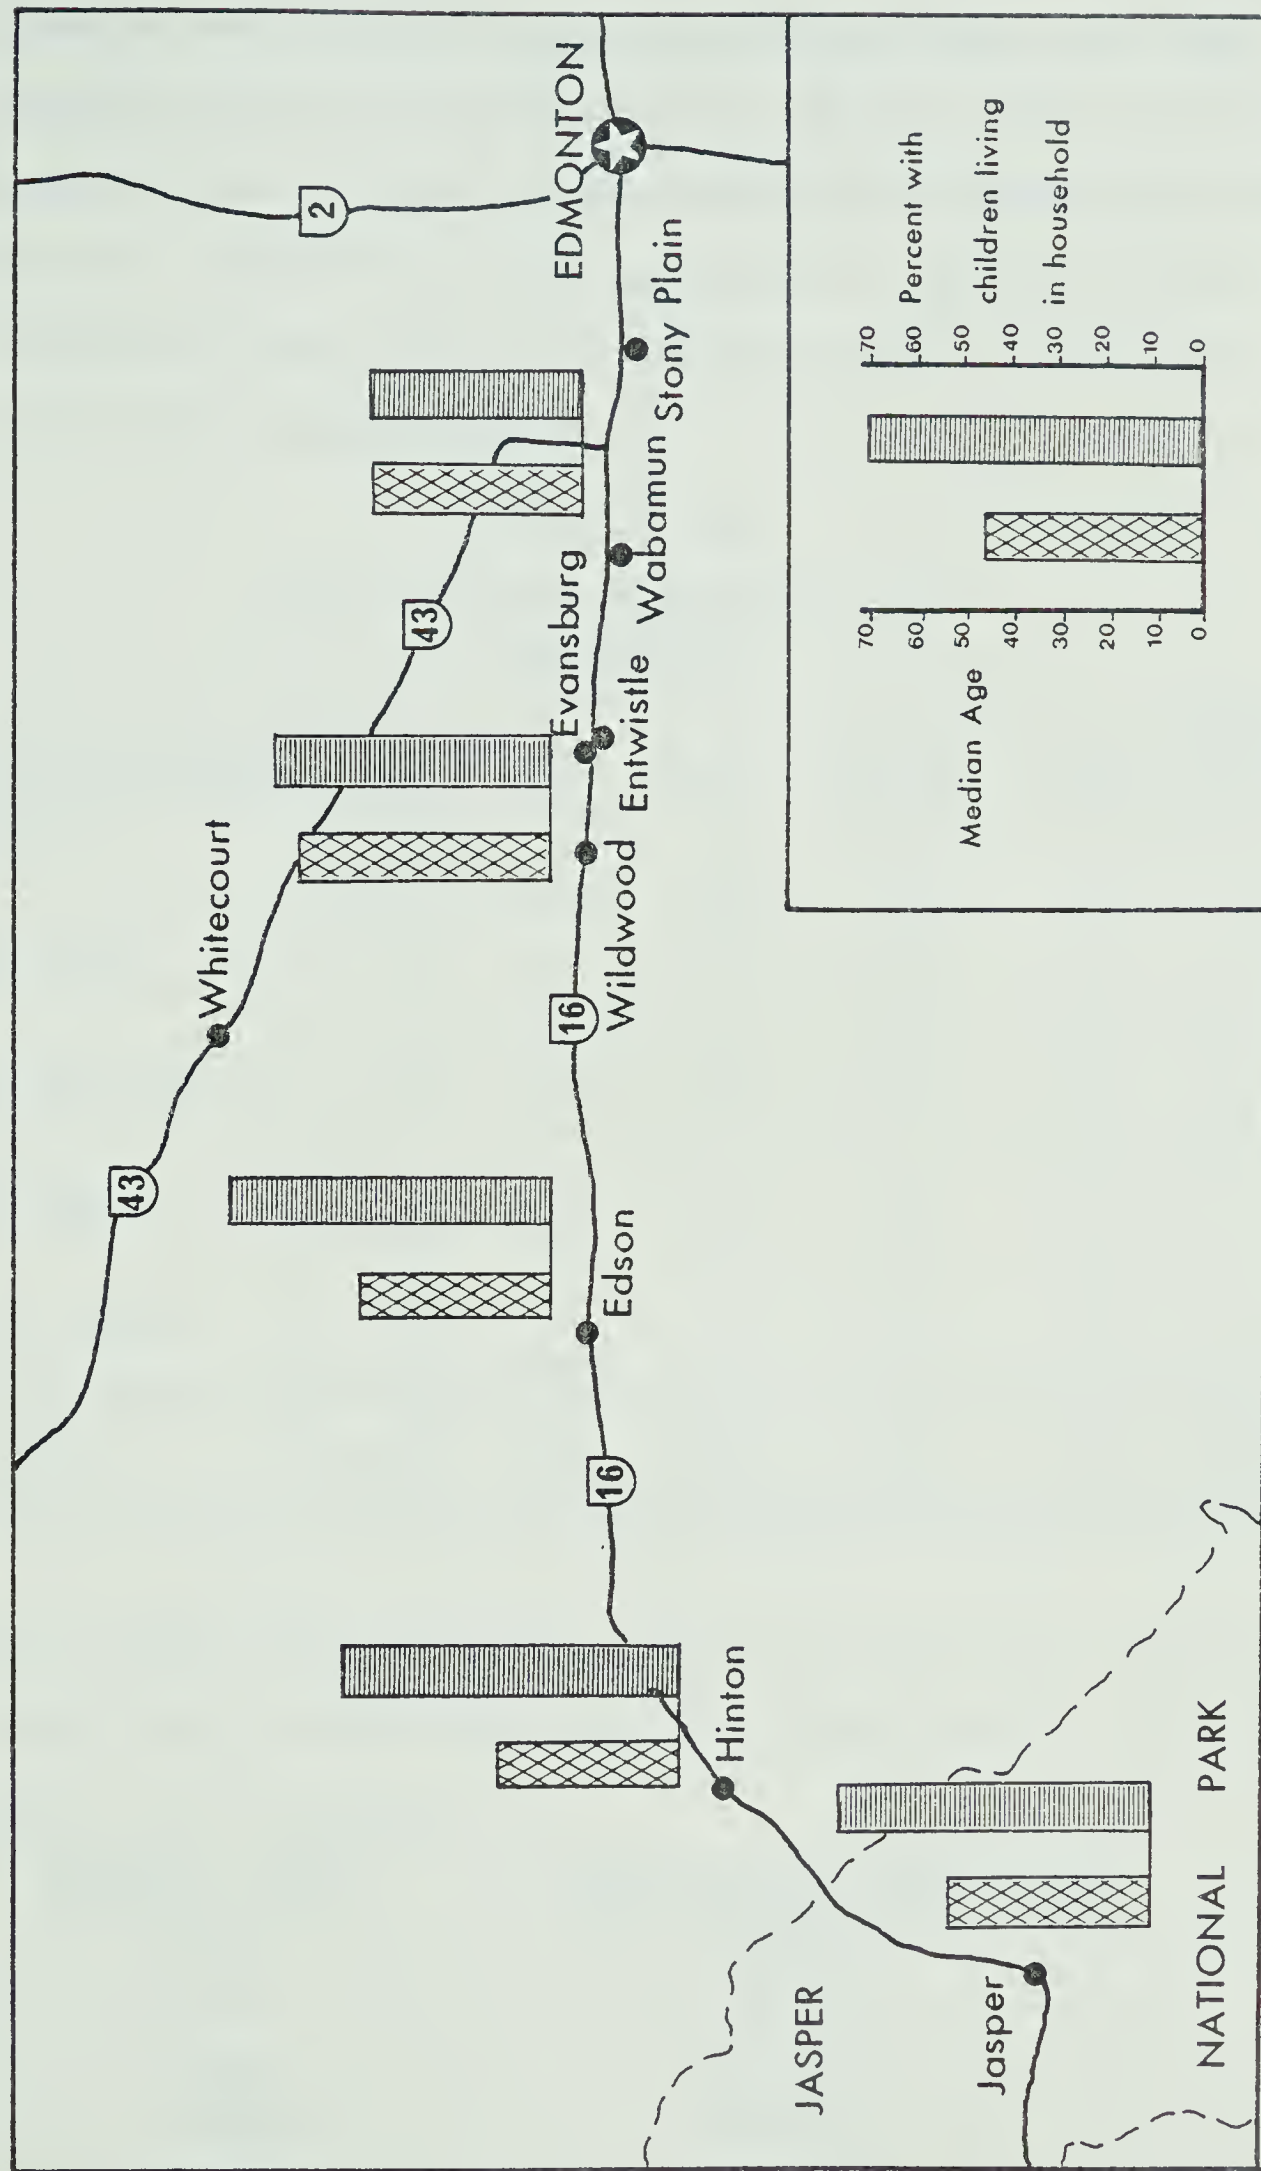 2
EDMONTON
43
Whitecourt
43
Evansburg
Wabamun
Stony Plain
Entwistle
Wildwood
16
Edson
16
Hinton
Jasper
JASPER
NATIONAL PARK
Median Age
70
60
50
40
30
20
10
0
70
60
50
40
30
20
10
0
Percent with
children living
in household